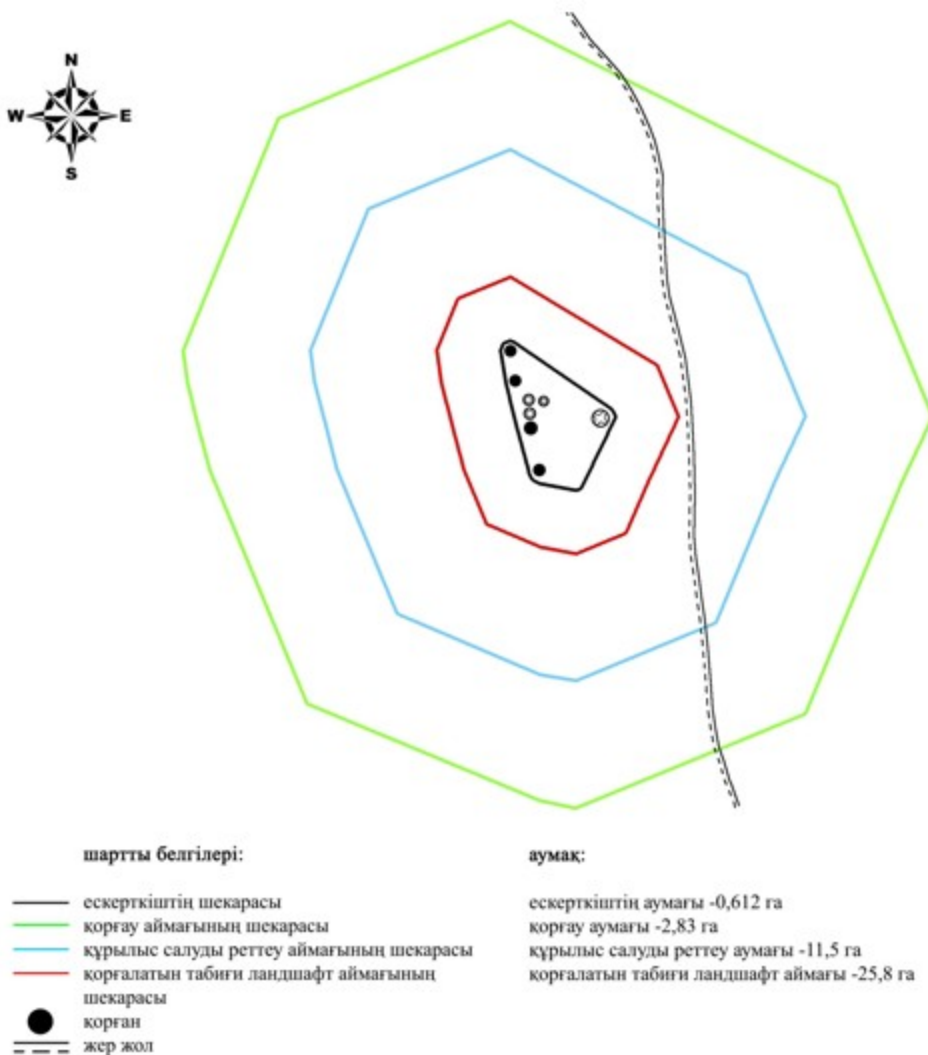 N
W E
S
шартты белгілері:
ескерткіштің шекарасы
қорғау аймағының шекарасы
құрылыс салуды реттеу аймағының шекарасы
қорғалатын табиғи ландшафт аймағының
шекарасы
қорған
жер жол
аумақ:
ескерткіштің аумағы -0,612 га
қорғау аумағы -2,83 га
құрылыс салуды реттеу аумағы -11,5 га
қорғалатын табиғи ландшафт аймағы -25,8 га